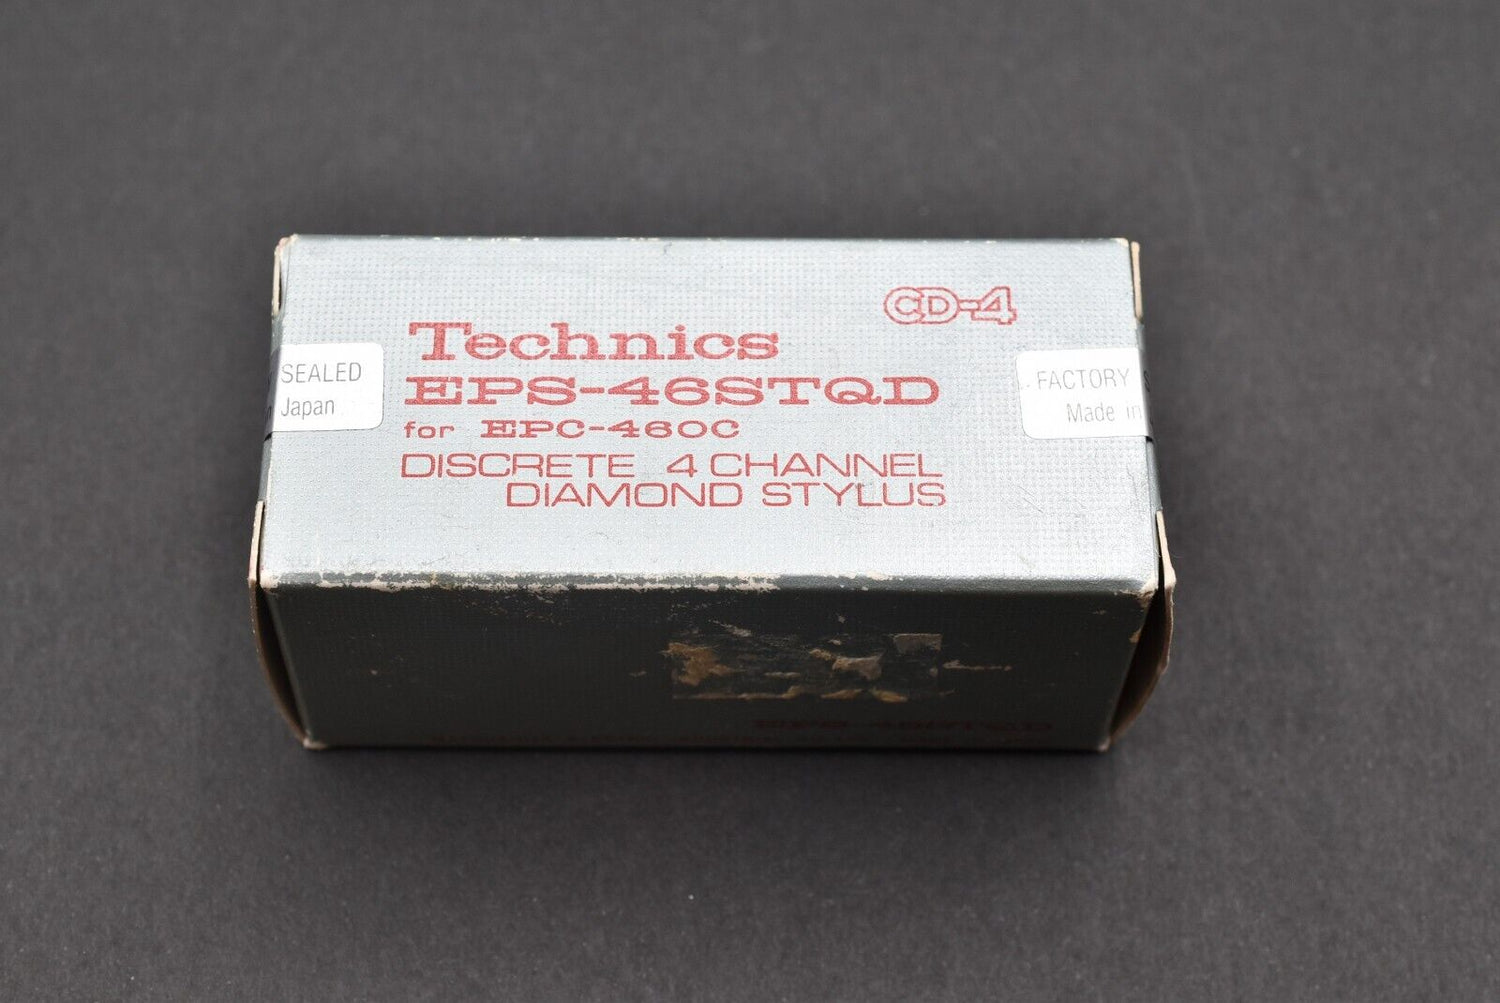 CD-4
Technics
EPS-46STQD
for EPC-460C
DISCRETE 4 CHANNEL
DIAMOND STYLUS
SEALED
Japan
FACTORY
Made in